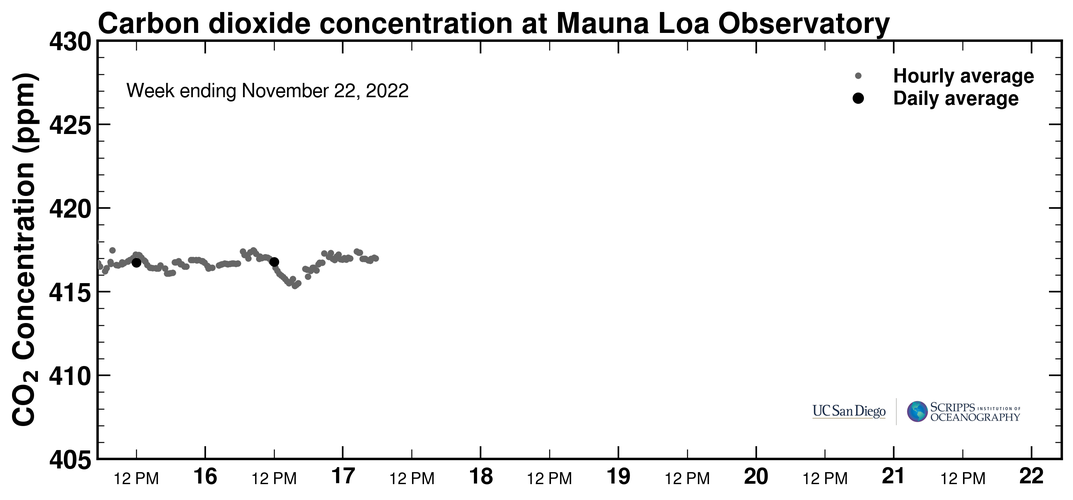 Carbon dioxide concentration at Mauna Loa Observatory
CO₂ Concentration (ppm)
430
425
420
415
410
405
Week ending November 22, 2022
Hourly average
Daily average
UC San Diego
SCRIPPS INSTITUTION OF
OCEANOGRAPHY
12 PM 16 12 PM 17 12 PM 18 12 PM 19 12 PM 20 12 PM 21 12 PM 22